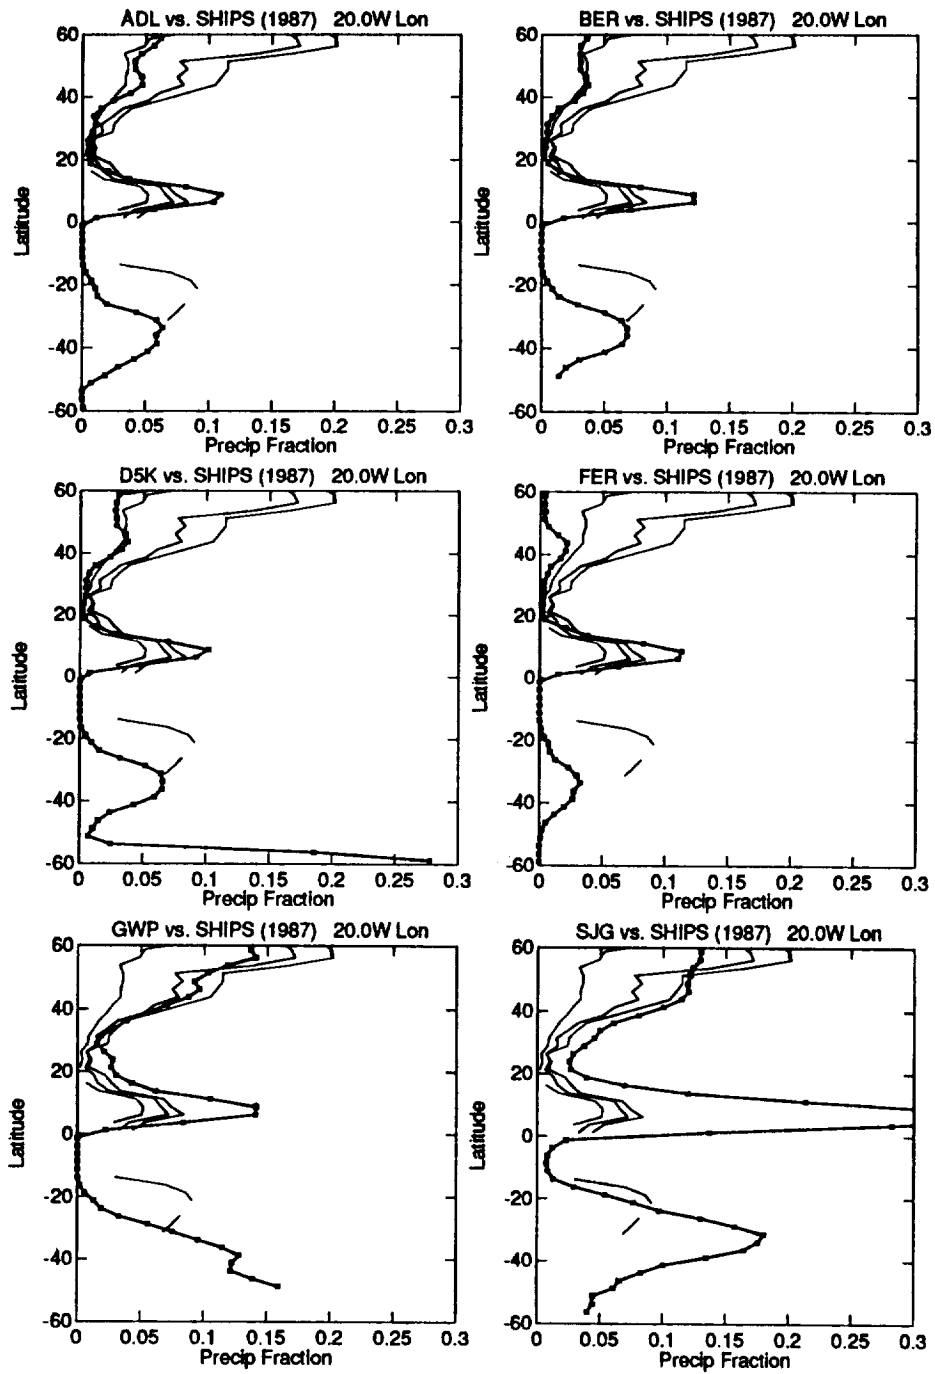 ADL vs. SHIPS (1987) 20.0W Lon
60
40
20
0
-20
-40
-60
Latitude
0 0.05 0.1 0.15 0.2 0.25 0.3
Precip Fraction
BER vs. SHIPS (1987) 20.0W Lon
60
40
20
0
-20
-40
-60
Latitude
0 0.05 0.1 0.15 0.2 0.25 0.3
Precip Fraction
D5K vs. SHIPS (1987) 20.0W Lon
60
40
20
0
-20
-40
-60
Latitude
0 0.05 0.1 0.15 0.2 0.25 0.3
Precip Fraction
FER vs. SHIPS (1987) 20.0W Lon
60
40
20
0
-20
-40
-60
Latitude
0 0.05 0.1 0.15 0.2 0.25 0.3
Precip Fraction
GWP vs. SHIPS (1987) 20.0W Lon
60
40
20
0
-20
-40
-60
Latitude
0 0.05 0.1 0.15 0.2 0.25 0.3
Precip Fraction
SJG vs. SHIPS (1987) 20.0W Lon
60
40
20
0
-20
-40
-60
Latitude
0 0.05 0.1 0.15 0.2 0.25 0.3
Precip Fraction